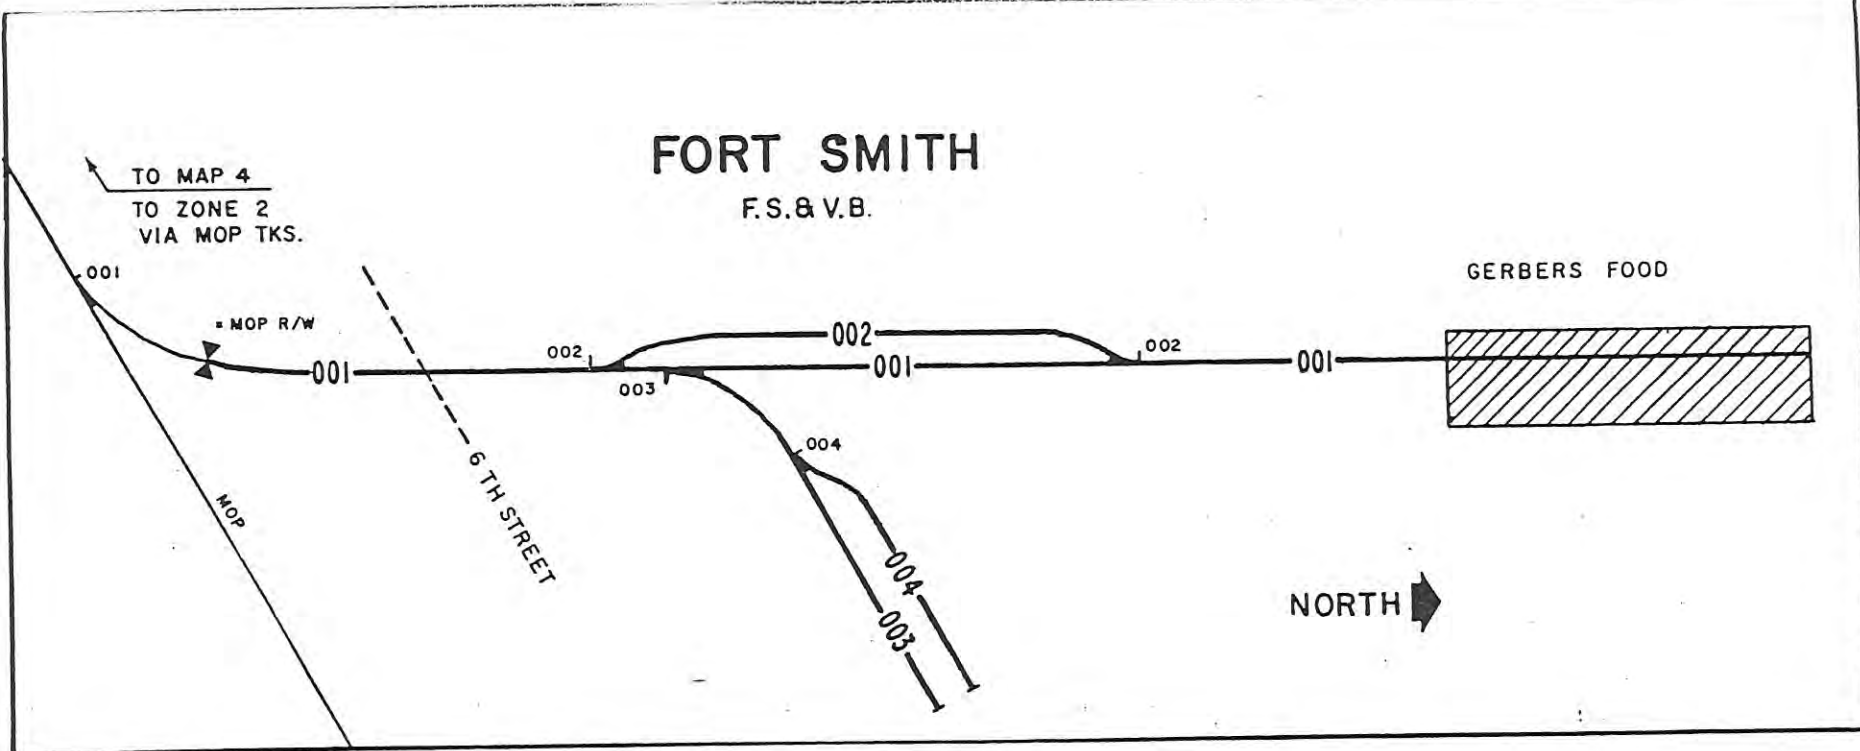 FORT SMITH
F.S.& V.B.
TO MAP 4
TO ZONE 2
VIA MOP TKS.
001
= MOP R/W
001
002
003
002
001
002
001
GERBERS FOOD
004
6 TH STREET
MOP
004
003
NORTH